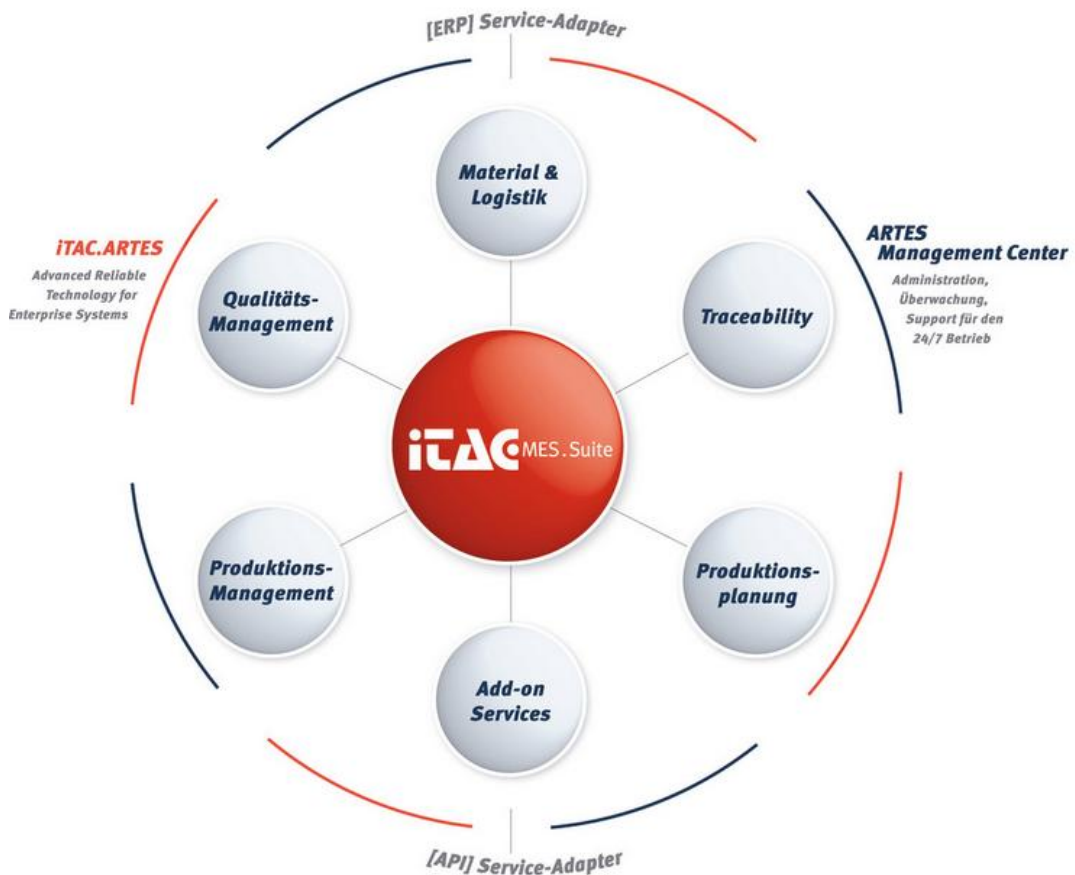 [ERP] Service-Adapter
Material &
Logistik
iTAC.ARTES
Advanced Reliable
Technology for
Enterprise Systems
ARTES
Management Center
Administration,
Überwachung,
Support für den
24/7 Betrieb
Qualitäts-
Management
Traceability
iTAC MES.Suite
Produktions-
Management
Produktions-
planung
Add-on
Services
[API] Service-Adapter